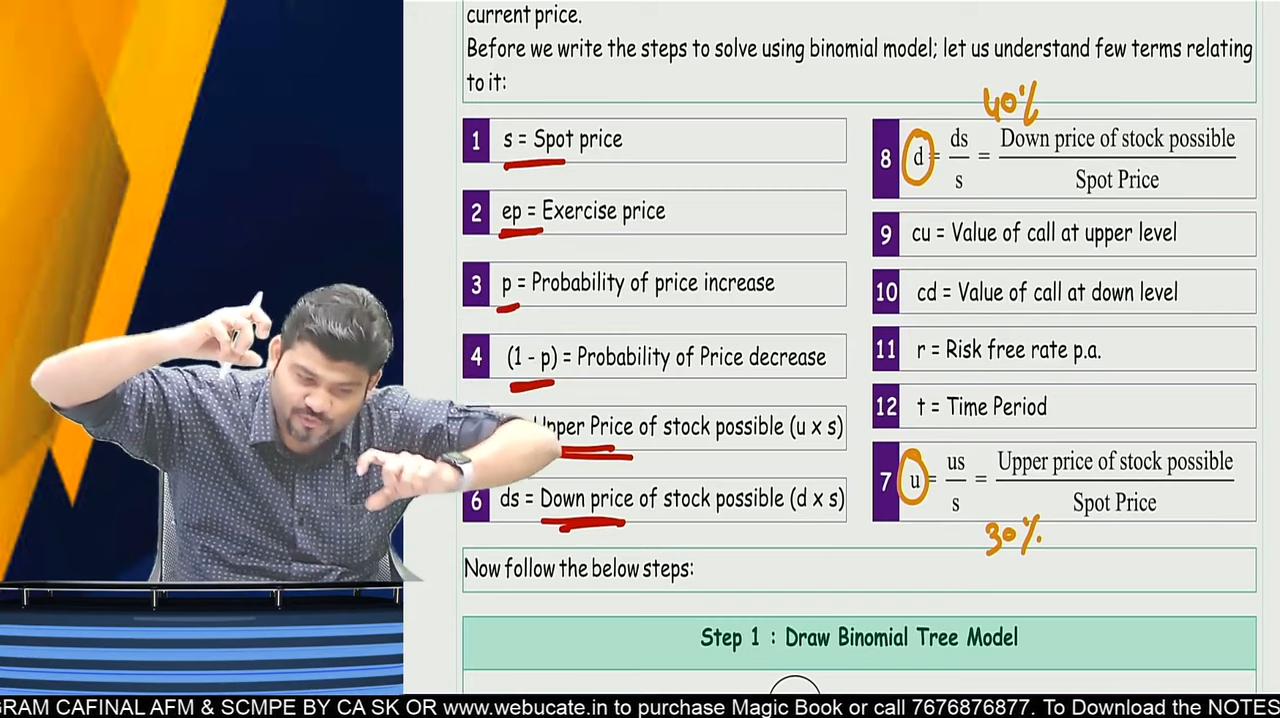 current price.
Before we write the steps to solve using binomial model; let us understand few terms relating
to it:
1 s = Spot price
2 ep = Exercise price
3 p = Probability of price increase
4 (1 - p) = Probability of Price decrease
Upper Price of stock possible (u x s)
6 ds = Down price of stock possible (d x s)
40%
8 d = ds/s = Down price of stock possible / Spot Price
9 cu = Value of call at upper level
10 cd = Value of call at down level
11 r = Risk free rate p.a.
12 t = Time Period
7 u = us/s = Upper price of stock possible / Spot Price
30%
Now follow the below steps:
Step 1 : Draw Binomial Tree Model
GRAM CAFINAL AFM & SCMPE BY CA SK OR www.webucate.in to purchase Magic Book or call 7676876877. To Download the NOTES